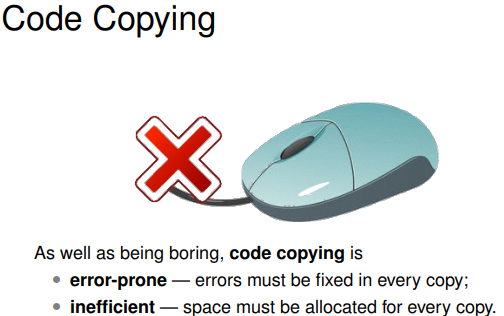 Code Copying
As well as being boring, code copying is
• error-prone — errors must be fixed in every copy;
• inefficient — space must be allocated for every copy.